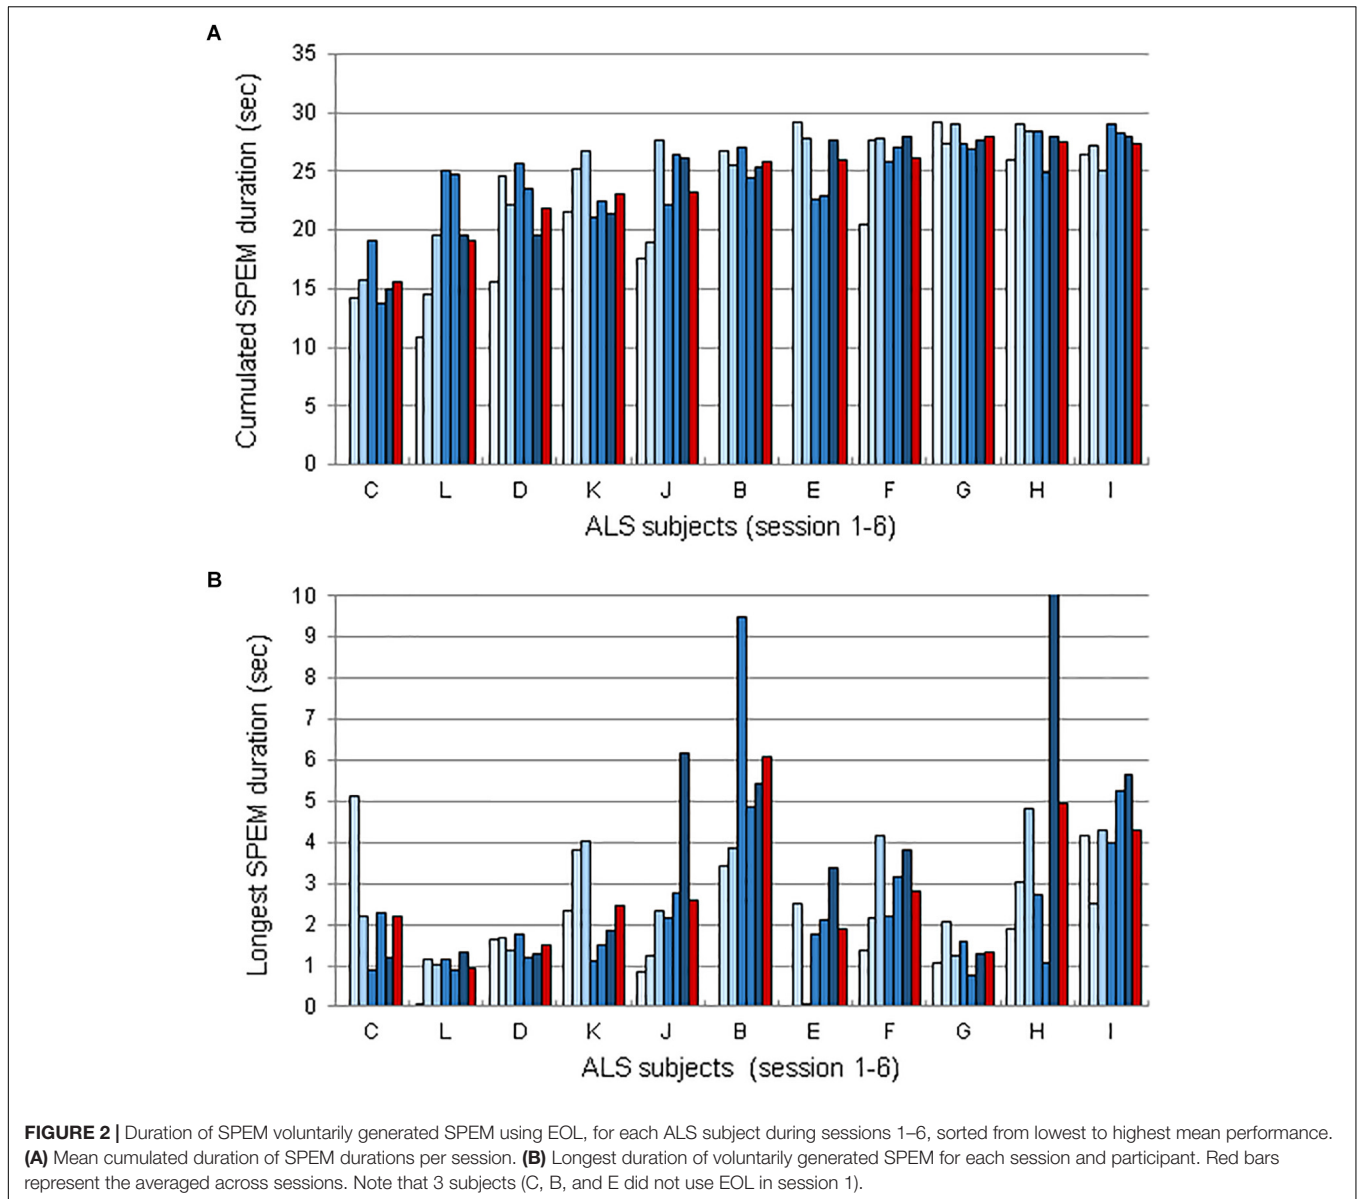 A
35
30
25
20
15
10
5
0
Cumulated SPEM duration (sec)
C L D K J B E F G H I
ALS subjects (session 1-6)
B
10
9
8
7
6
5
4
3
2
1
0
Longest SPEM duration (sec)
C L D K J B E F G H I
ALS subjects (session 1-6)
FIGURE 2 | Duration of SPEM voluntarily generated SPEM using EOL, for each ALS subject during sessions 1–6, sorted from lowest to highest mean performance.
(A) Mean cumulated duration of SPEM durations per session. (B) Longest duration of voluntarily generated SPEM for each session and participant. Red bars
represent the averaged across sessions. Note that 3 subjects (C, B, and E did not use EOL in session 1).